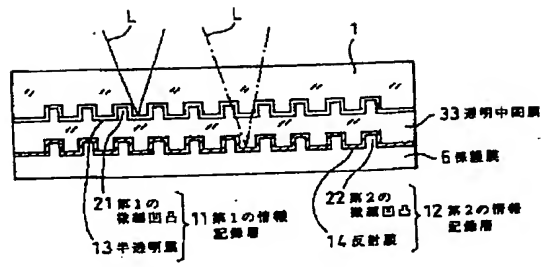 L
L
1
33 透明中間膜
6 保護膜
21 第1の微細凹凸
13 半透明膜
11 第1の情報記録層
22 第2の微細凹凸
14 反射膜
12 第2の情報記録層